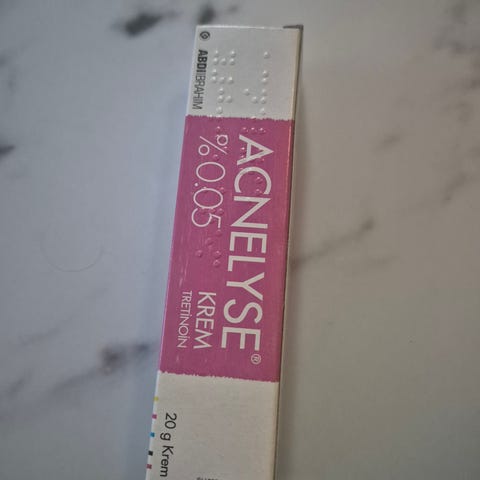 ABDİİBRAHİM
ACNELYSE®
%0.05
KREM
TRETİNOİN
20 g Krem